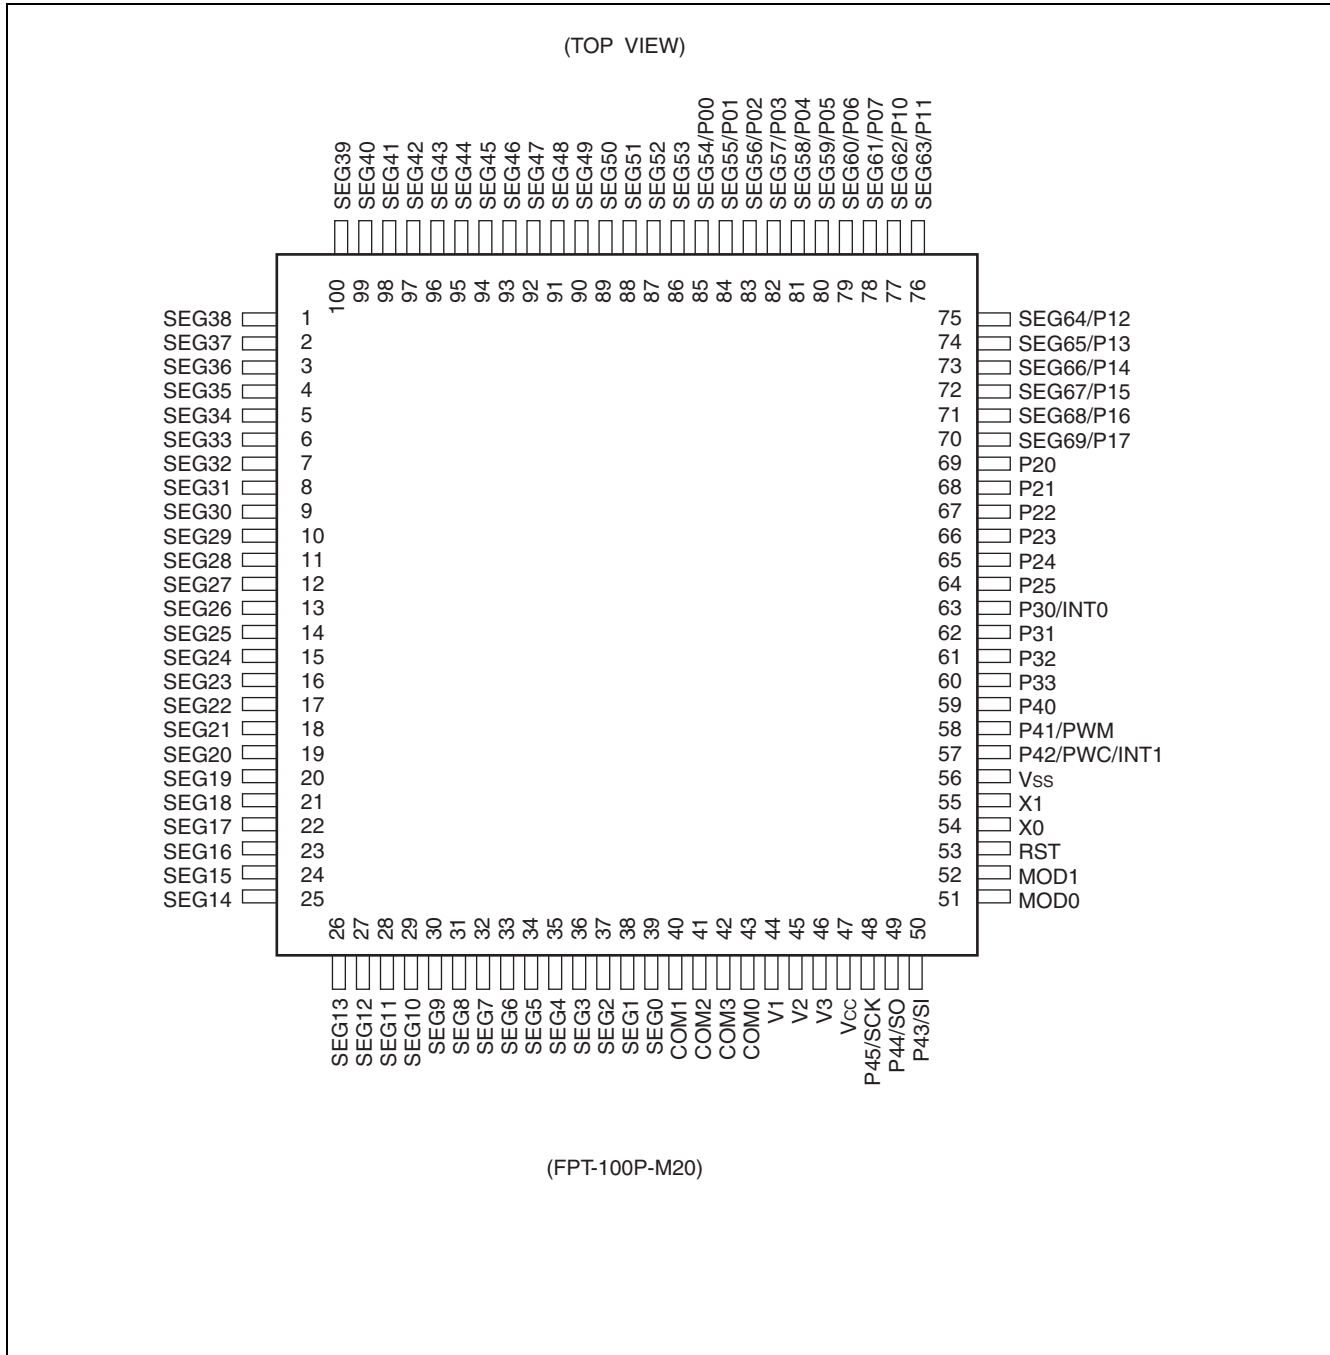 (TOP VIEW)
SEG39
SEG40
SEG41
SEG42
SEG43
SEG44
SEG45
SEG46
SEG47
SEG48
SEG49
SEG50
SEG51
SEG52
SEG53
SEG54/P00
SEG55/P01
SEG56/P02
SEG57/P03
SEG58/P04
SEG59/P05
SEG60/P06
SEG61/P07
SEG62/P10
SEG63/P11
100
99
98
97
96
95
94
93
92
91
90
89
88
87
86
85
84
83
82
81
80
79
78
77
76
SEG38 1
SEG37 2
SEG36 3
SEG35 4
SEG34 5
SEG33 6
SEG32 7
SEG31 8
SEG30 9
SEG29 10
SEG28 11
SEG27 12
SEG26 13
SEG25 14
SEG24 15
SEG23 16
SEG22 17
SEG21 18
SEG20 19
SEG19 20
SEG18 21
SEG17 22
SEG16 23
SEG15 24
SEG14 25
75 SEG64/P12
74 SEG65/P13
73 SEG66/P14
72 SEG67/P15
71 SEG68/P16
70 SEG69/P17
69 P20
68 P21
67 P22
66 P23
65 P24
64 P25
63 P30/INT0
62 P31
61 P32
60 P33
59 P40
58 P41/PWM
57 P42/PWC/INT1
56 Vss
55 X1
54 X0
53 RST
52 MOD1
51 MOD0
26
27
28
29
30
31
32
33
34
35
36
37
38
39
40
41
42
43
44
45
46
47
48
49
50
SEG13
SEG12
SEG11
SEG10
SEG9
SEG8
SEG7
SEG6
SEG5
SEG4
SEG3
SEG2
SEG1
SEG0
COM1
COM2
COM3
COM0
V1
V2
V3
Vcc
P45/SCK
P44/SO
P43/SI
(FPT-100P-M20)